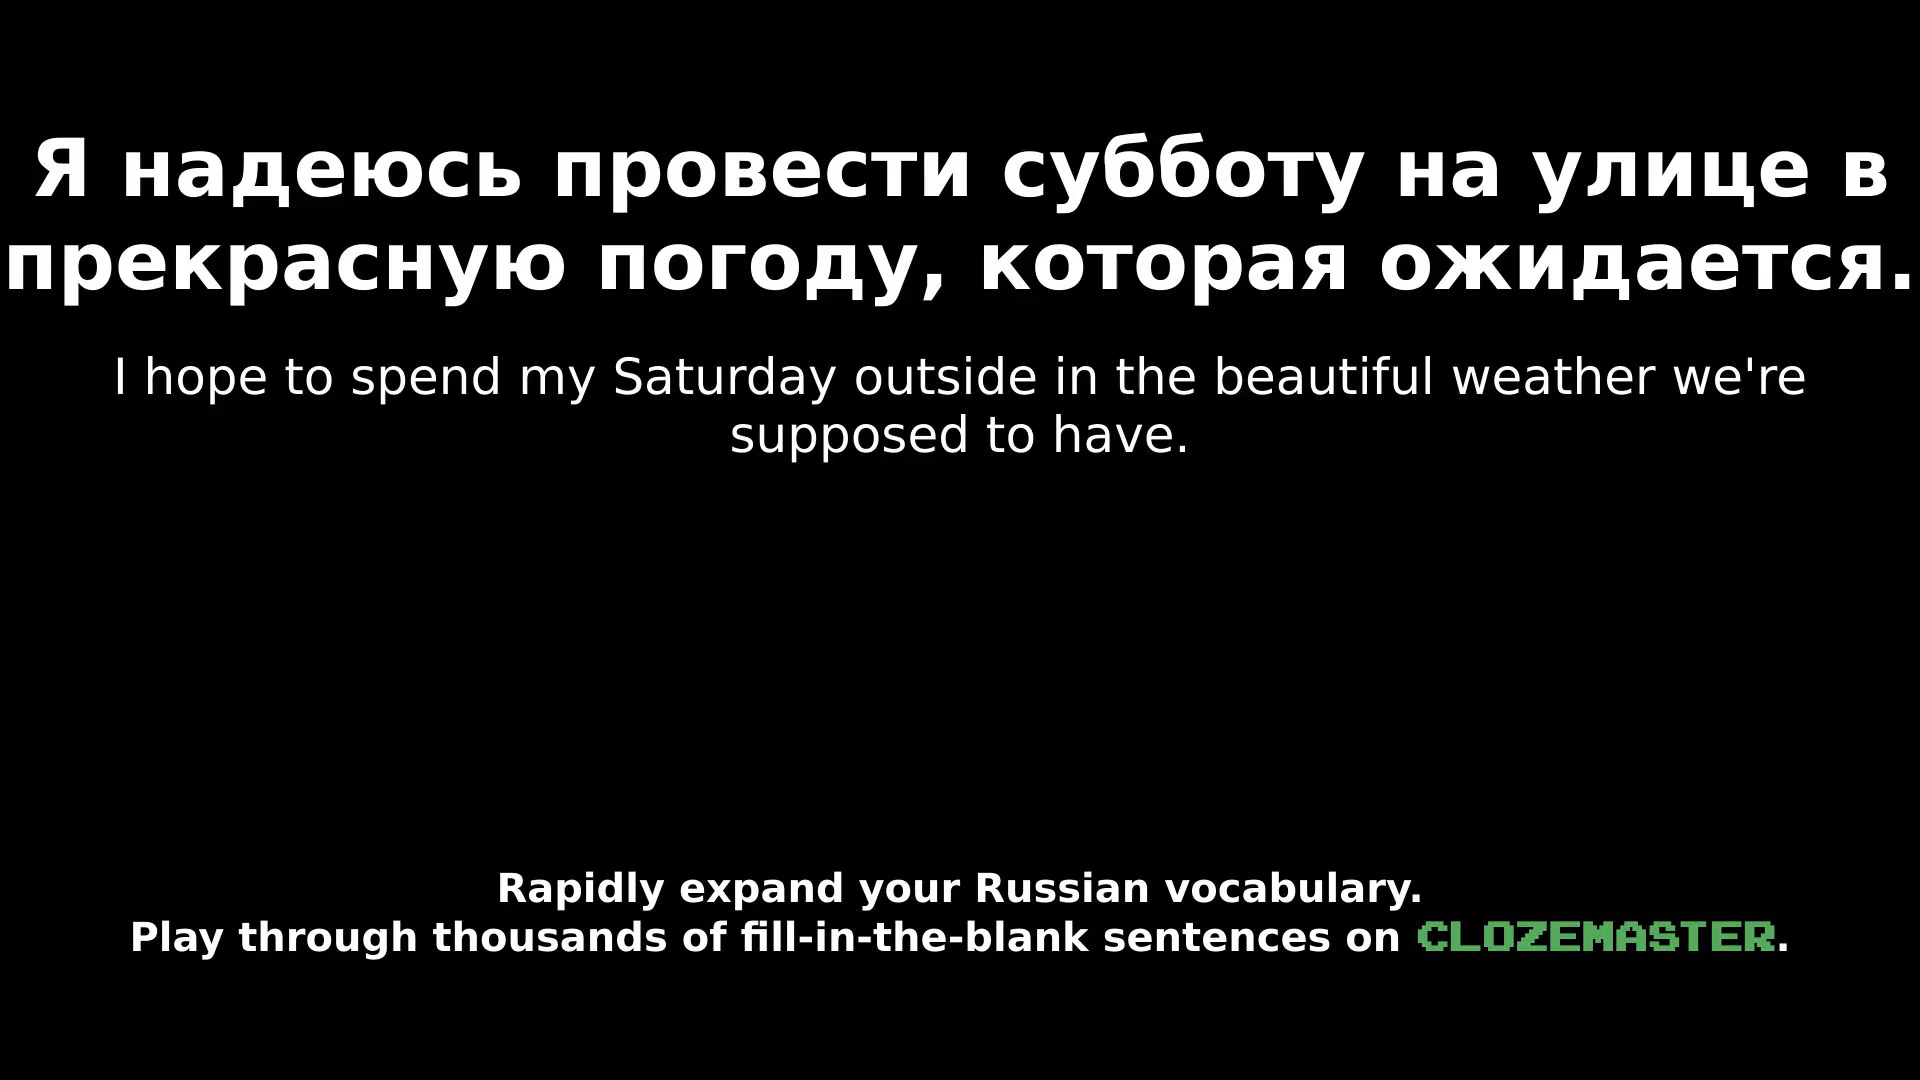 Я надеюсь провести субботу на улице в
прекрасную погоду, которая ожидается.
I hope to spend my Saturday outside in the beautiful weather we're
supposed to have.
Rapidly expand your Russian vocabulary.
Play through thousands of fill-in-the-blank sentences on CLOZEMASTER.